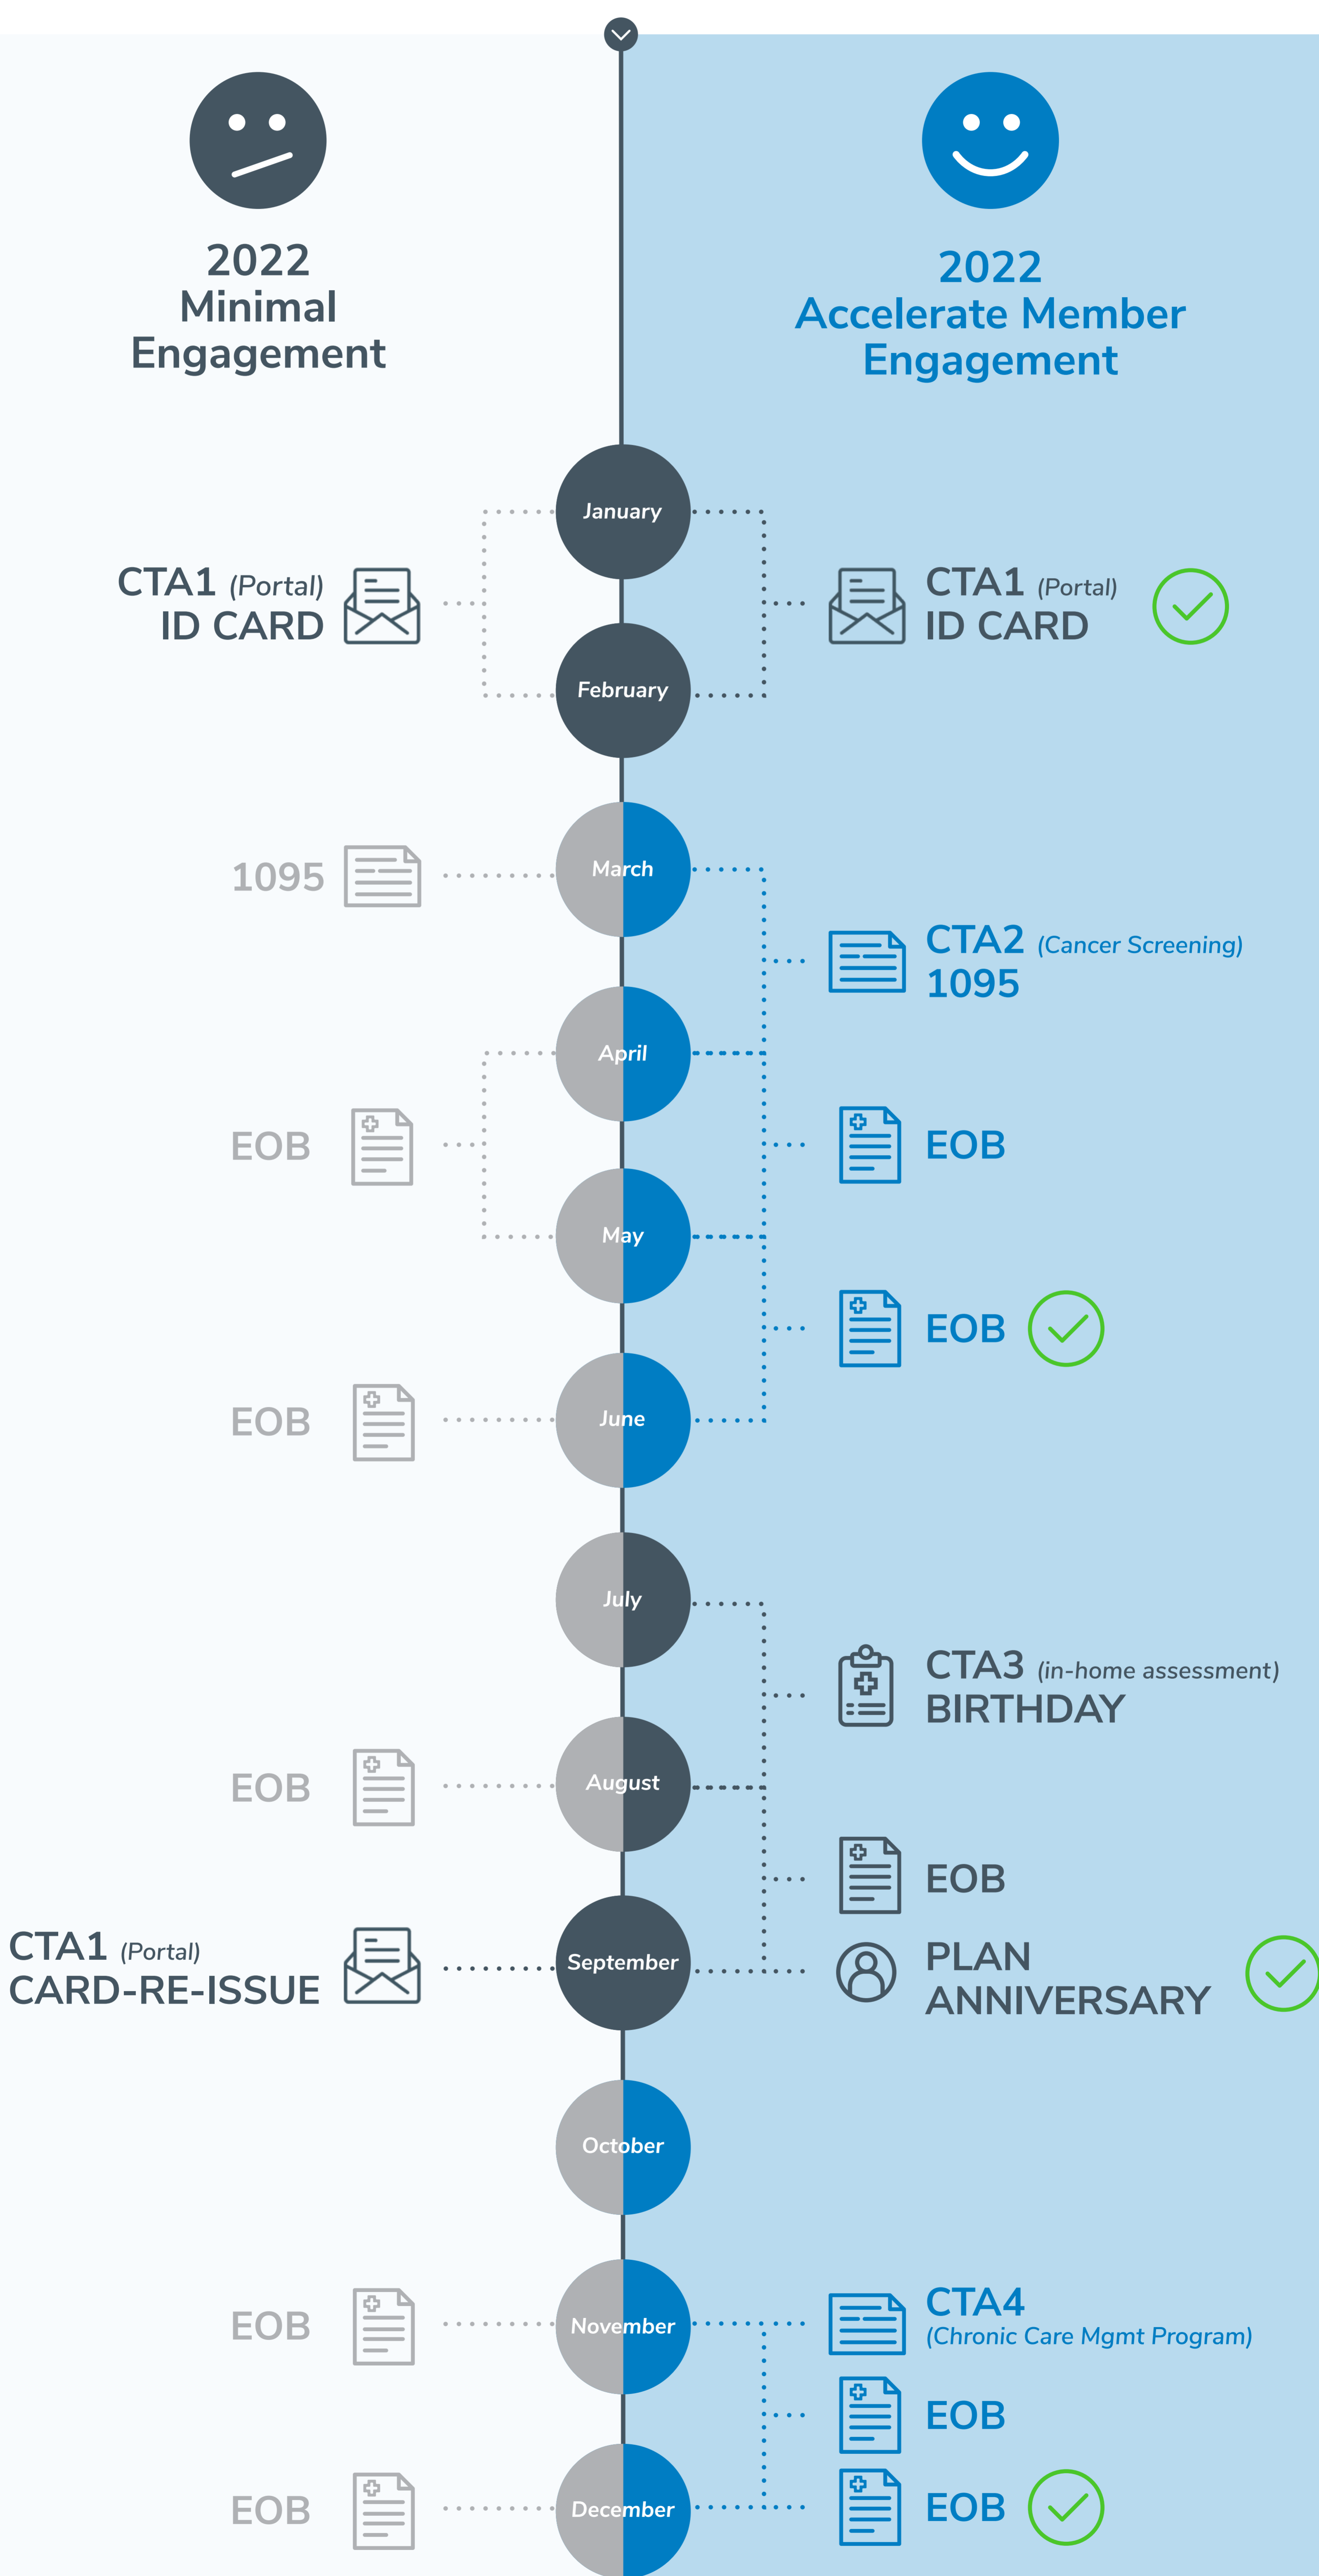 2022
Minimal
Engagement
2022
Accelerate Member
Engagement
January
CTA1 (Portal)
ID CARD
CTA1 (Portal)
ID CARD
February
March
1095
CTA2 (Cancer Screening)
1095
April
EOB
EOB
May
EOB
June
EOB
July
CTA3 (in-home assessment)
BIRTHDAY
August
EOB
EOB
CTA1 (Portal)
CARD-RE-ISSUE
September
PLAN
ANNIVERSARY
October
November
EOB
CTA4
(Chronic Care Mgmt Program)
EOB
December
EOB
EOB